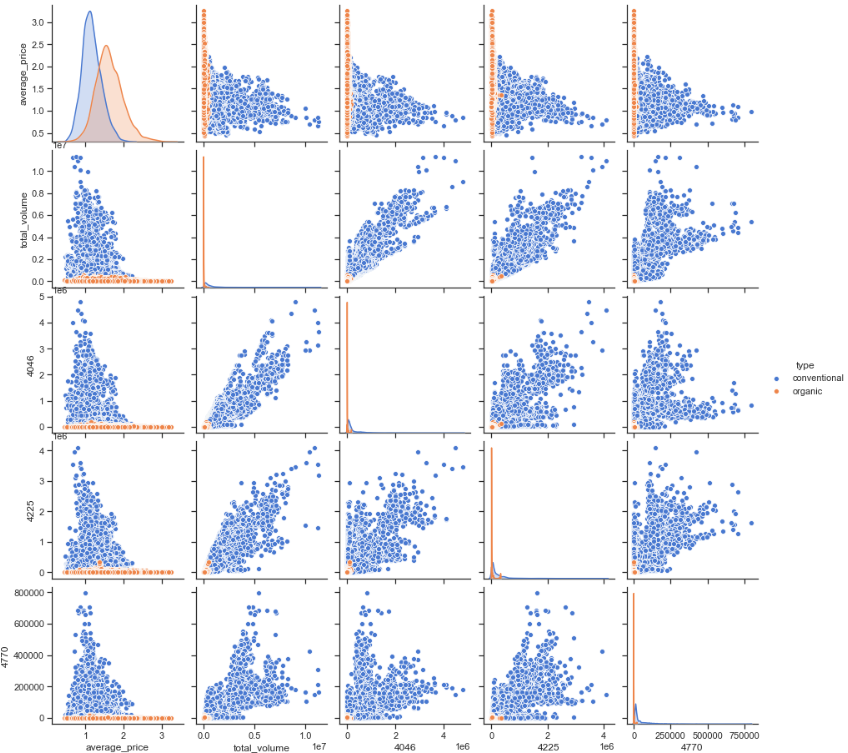 3.0
2.5
2.0
1.5
1.0
0.5
average_price
1e7
1.0
0.8
0.6
0.4
0.2
0.0
total_volume
1e6
5
4
3
2
1
0
4046
1e6
4
3
2
1
0
4225
type
conventional
organic
800000
600000
400000
200000
0
4770
1 2 3
average_price
0.0 0.5 1.0
total_volume 1e7
0 2 4
4046 1e6
0 2 4
4225 1e6
0 250000 500000 750000
4770